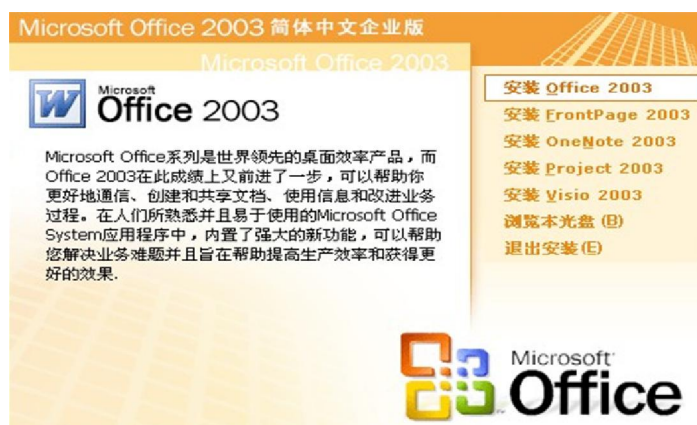 Microsoft Office 2003 简体中文企业版
Microsoft Office 2003
W
Microsoft
Office 2003
Microsoft Office系列是世界领先的桌面效率产品，而
Office 2003在此成绩上又前进了一步，可以帮助你
更好地通信、创建和共享文档、使用信息和改进业务
过程。在人们所熟悉并且易于使用的Microsoft Office
System应用程序中，内置了强大的新功能，可以帮助
您解决业务难题并且旨在帮助提高生产效率和获得更
好的效果.
安装 Office 2003
安装 FrontPage 2003
安装 OneNote 2003
安装 Project 2003
安装 Visio 2003
浏览本光盘(B)
退出安装(E)
Microsoft
Office